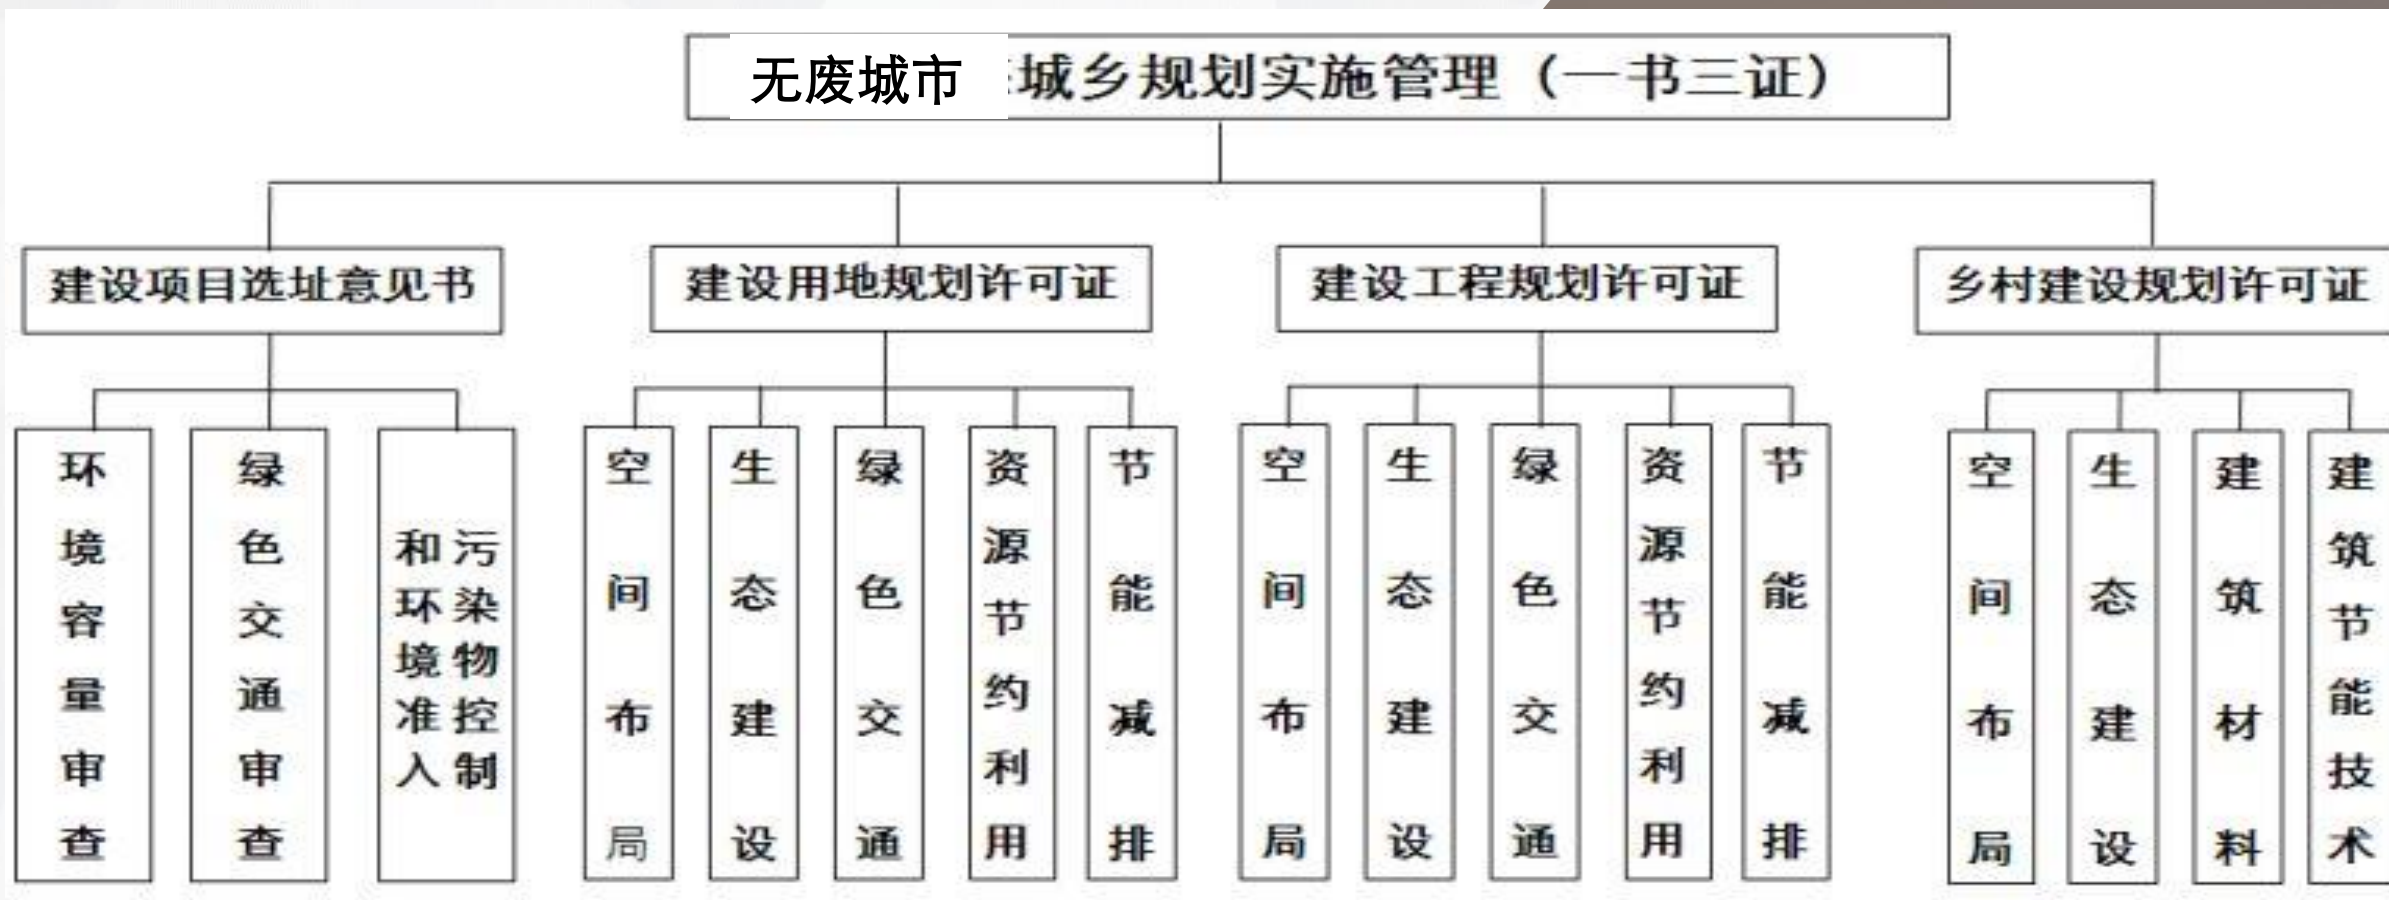 无废城市 城乡规划实施管理（一书三证）
建设项目选址意见书
建设用地规划许可证
建设工程规划许可证
乡村建设规划许可证
环境容量审查
绿色交通审查
污染物控制
和环境准入
空间布局
生态建设
绿色交通
资源节约利用
节能减排
空间布局
生态建设
绿色交通
资源节约利用
节能减排
空间布局
生态建设
建筑材料
建筑节能技术